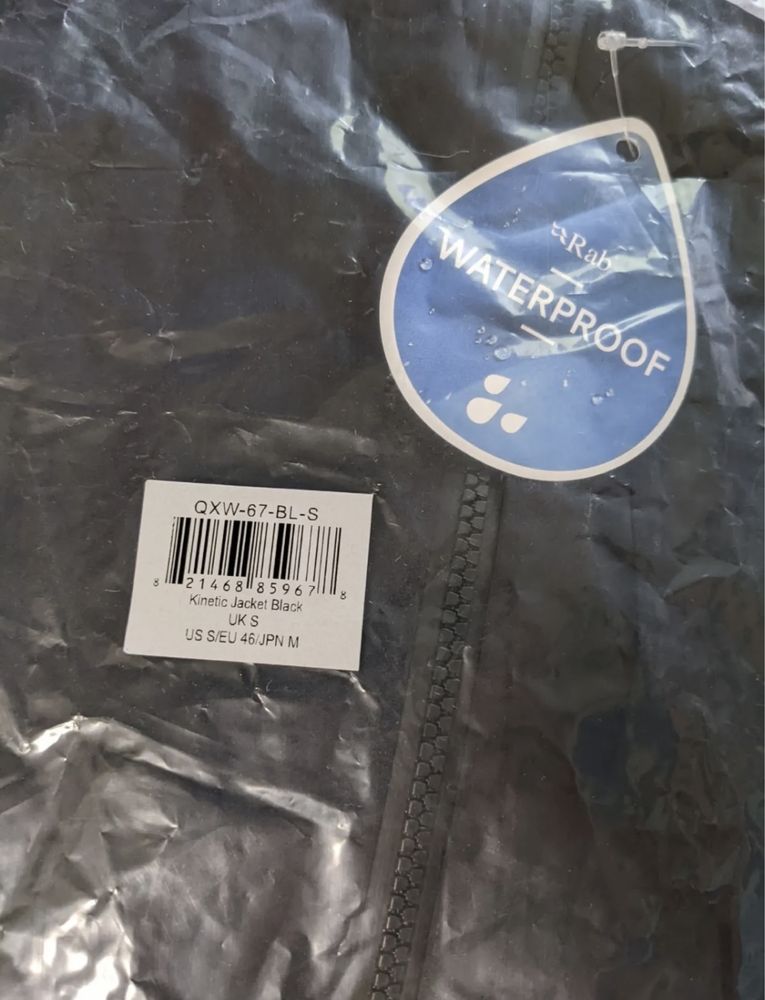 Rab
WATERPROOF
QXW-67-BL-S
8 21468 85967 8
Kinetic Jacket Black
UK S
US S/EU 46/JPN M